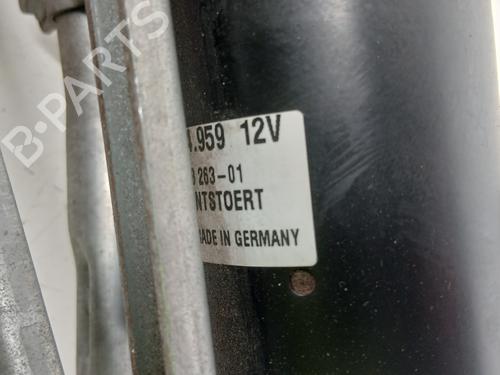 B-PARTS
.959 12V
263-01
NTSTOERT
MADE IN GERMANY